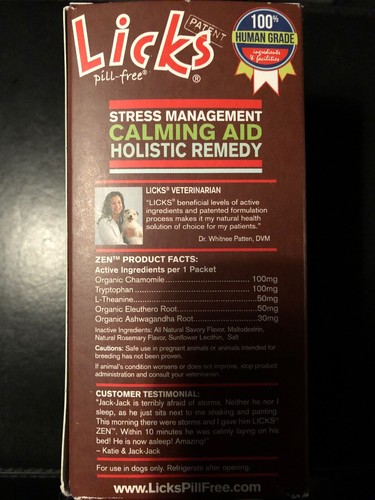 Licks
PATENT
pill-free®
®
100%
HUMAN GRADE
ingredients
& facilities
STRESS MANAGEMENT
CALMING AID
HOLISTIC REMEDY
LICKS® VETERINARIAN
"LICKS® beneficial levels of active
ingredients and patented formulation
process makes it my natural health
solution of choice for my patients."
Dr. Whitnee Patten, DVM
ZEN™ PRODUCT FACTS:
Active Ingredients per 1 Packet
Organic Chamomile 100mg
Tryptophan 100mg
L-Theanine 50mg
Organic Eleuthero Root 50mg
Organic Ashwagandha Root 30mg
Inactive Ingredients: All Natural Savory Flavor, Maltodextrin,
Natural Rosemary Flavor, Sunflower Lecithin, Salt
Cautions: Safe use in pregnant animals or animals intended for
breeding has not been proven.
If animal's condition worsens or does not improve, stop product
administration and consult your veterinarian.
CUSTOMER TESTIMONIAL:
"Jack-Jack is terribly afraid of storms. Neither he nor I
sleep, as he just sits next to me shaking and panting.
This morning there were storms and I gave him LICKS®
ZEN™. Within 10 minutes he was calmly laying on his
bed! He is now asleep! Amazing!"
– Katie & Jack-Jack
For use in dogs only. Refrigerate after opening.
www.LicksPillFree.com